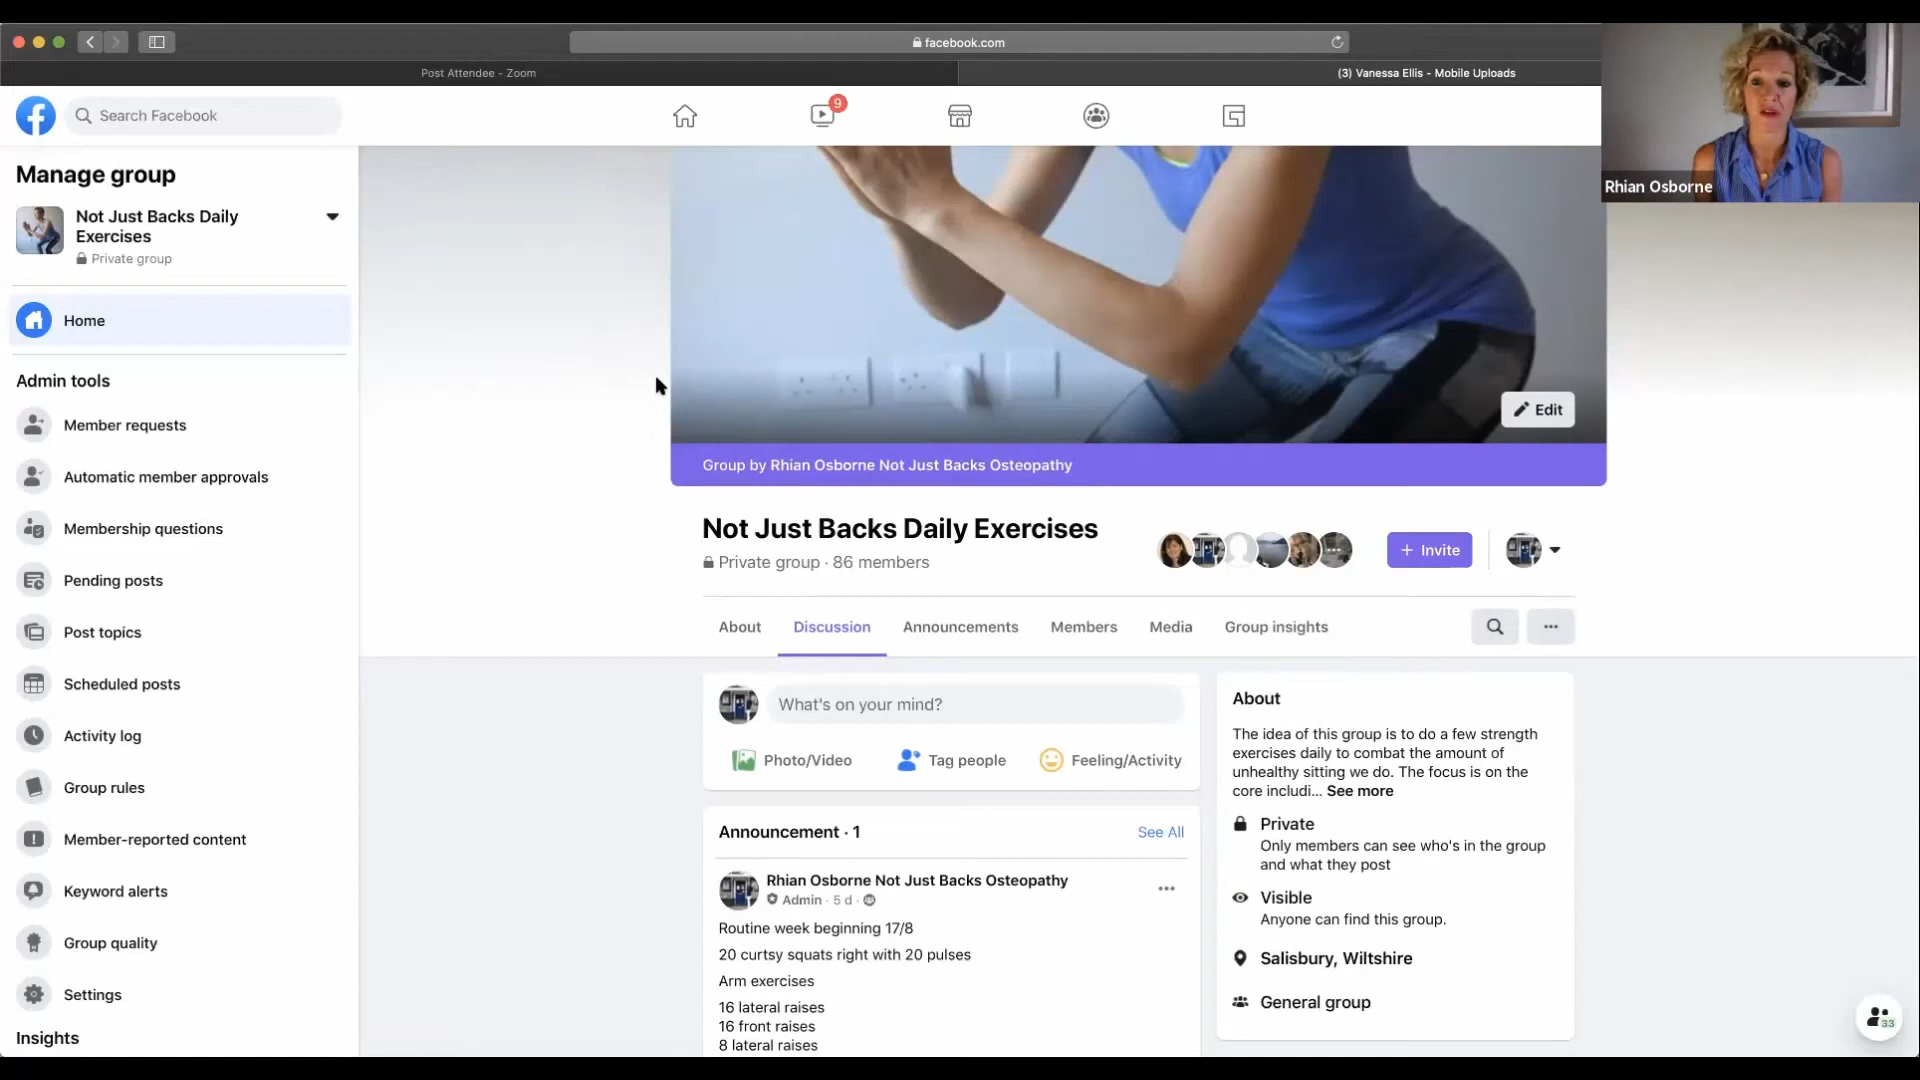 facebook.com
Post Attendee - Zoom
(3) Vanessa Ellis - Mobile Uploads
Search Facebook
9
Rhian Osborne
Manage group
Not Just Backs Daily
Exercises
Private group
Home
Admin tools
Member requests
Automatic member approvals
Membership questions
Pending posts
Post topics
Scheduled posts
Activity log
Group rules
Member-reported content
Keyword alerts
Group quality
Settings
Insights
Edit
Group by Rhian Osborne Not Just Backs Osteopathy
Not Just Backs Daily Exercises
Private group · 86 members
+ Invite
About
Discussion
Announcements
Members
Media
Group insights
What's on your mind?
Photo/Video
Tag people
Feeling/Activity
Announcement · 1
See All
Rhian Osborne Not Just Backs Osteopathy
Admin · 5 d ·
Routine week beginning 17/8
20 curtsy squats right with 20 pulses
Arm exercises
16 lateral raises
16 front raises
8 lateral raises
About
The idea of this group is to do a few strength
exercises daily to combat the amount of
unhealthy sitting we do. The focus is on the
core includi... See more
Private
Only members can see who's in the group
and what they post
Visible
Anyone can find this group.
Salisbury, Wiltshire
General group
33